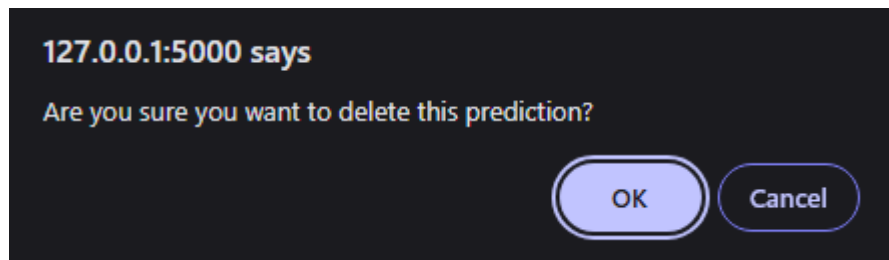 127.0.0.1:5000 says
Are you sure you want to delete this prediction?
OK
Cancel